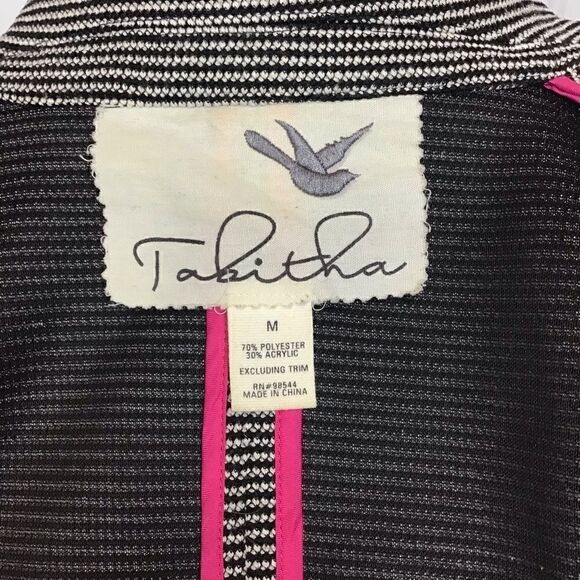 Tabitha
M
70% POLYESTER
30% ACRYLIC
EXCLUDING TRIM
RN#98544
MADE IN CHINA